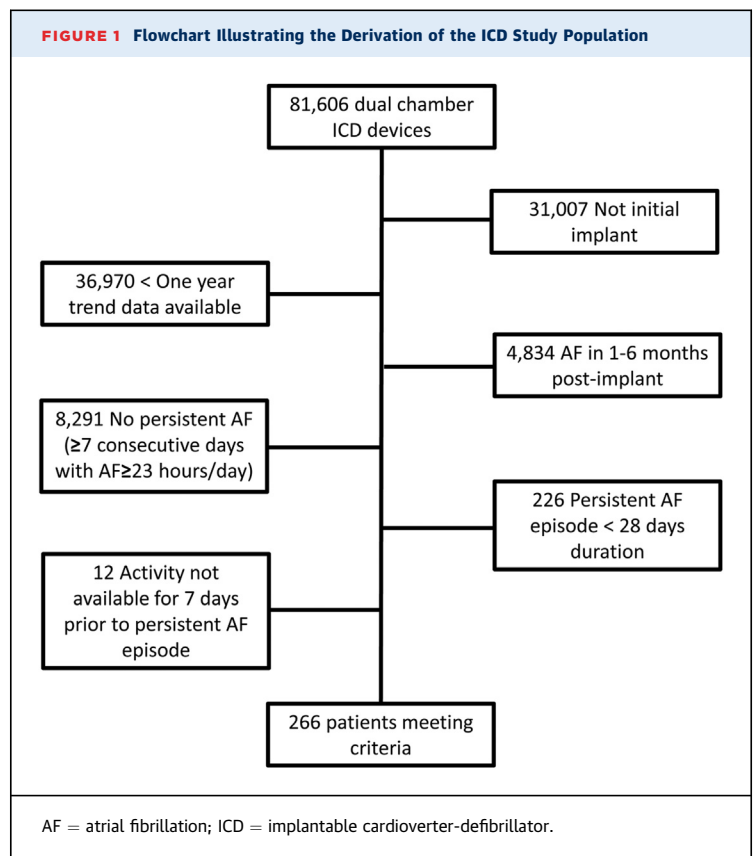 FIGURE 1 Flowchart Illustrating the Derivation of the ICD Study Population
81,606 dual chamber
ICD devices
31,007 Not initial
implant
36,970 < One year
trend data available
4,834 AF in 1-6 months
post-implant
8,291 No persistent AF
(≥7 consecutive days
with AF≥23 hours/day)
226 Persistent AF
episode < 28 days
duration
12 Activity not
available for 7 days
prior to persistent AF
episode
266 patients meeting
criteria
AF = atrial fibrillation; ICD = implantable cardioverter-defibrillator.